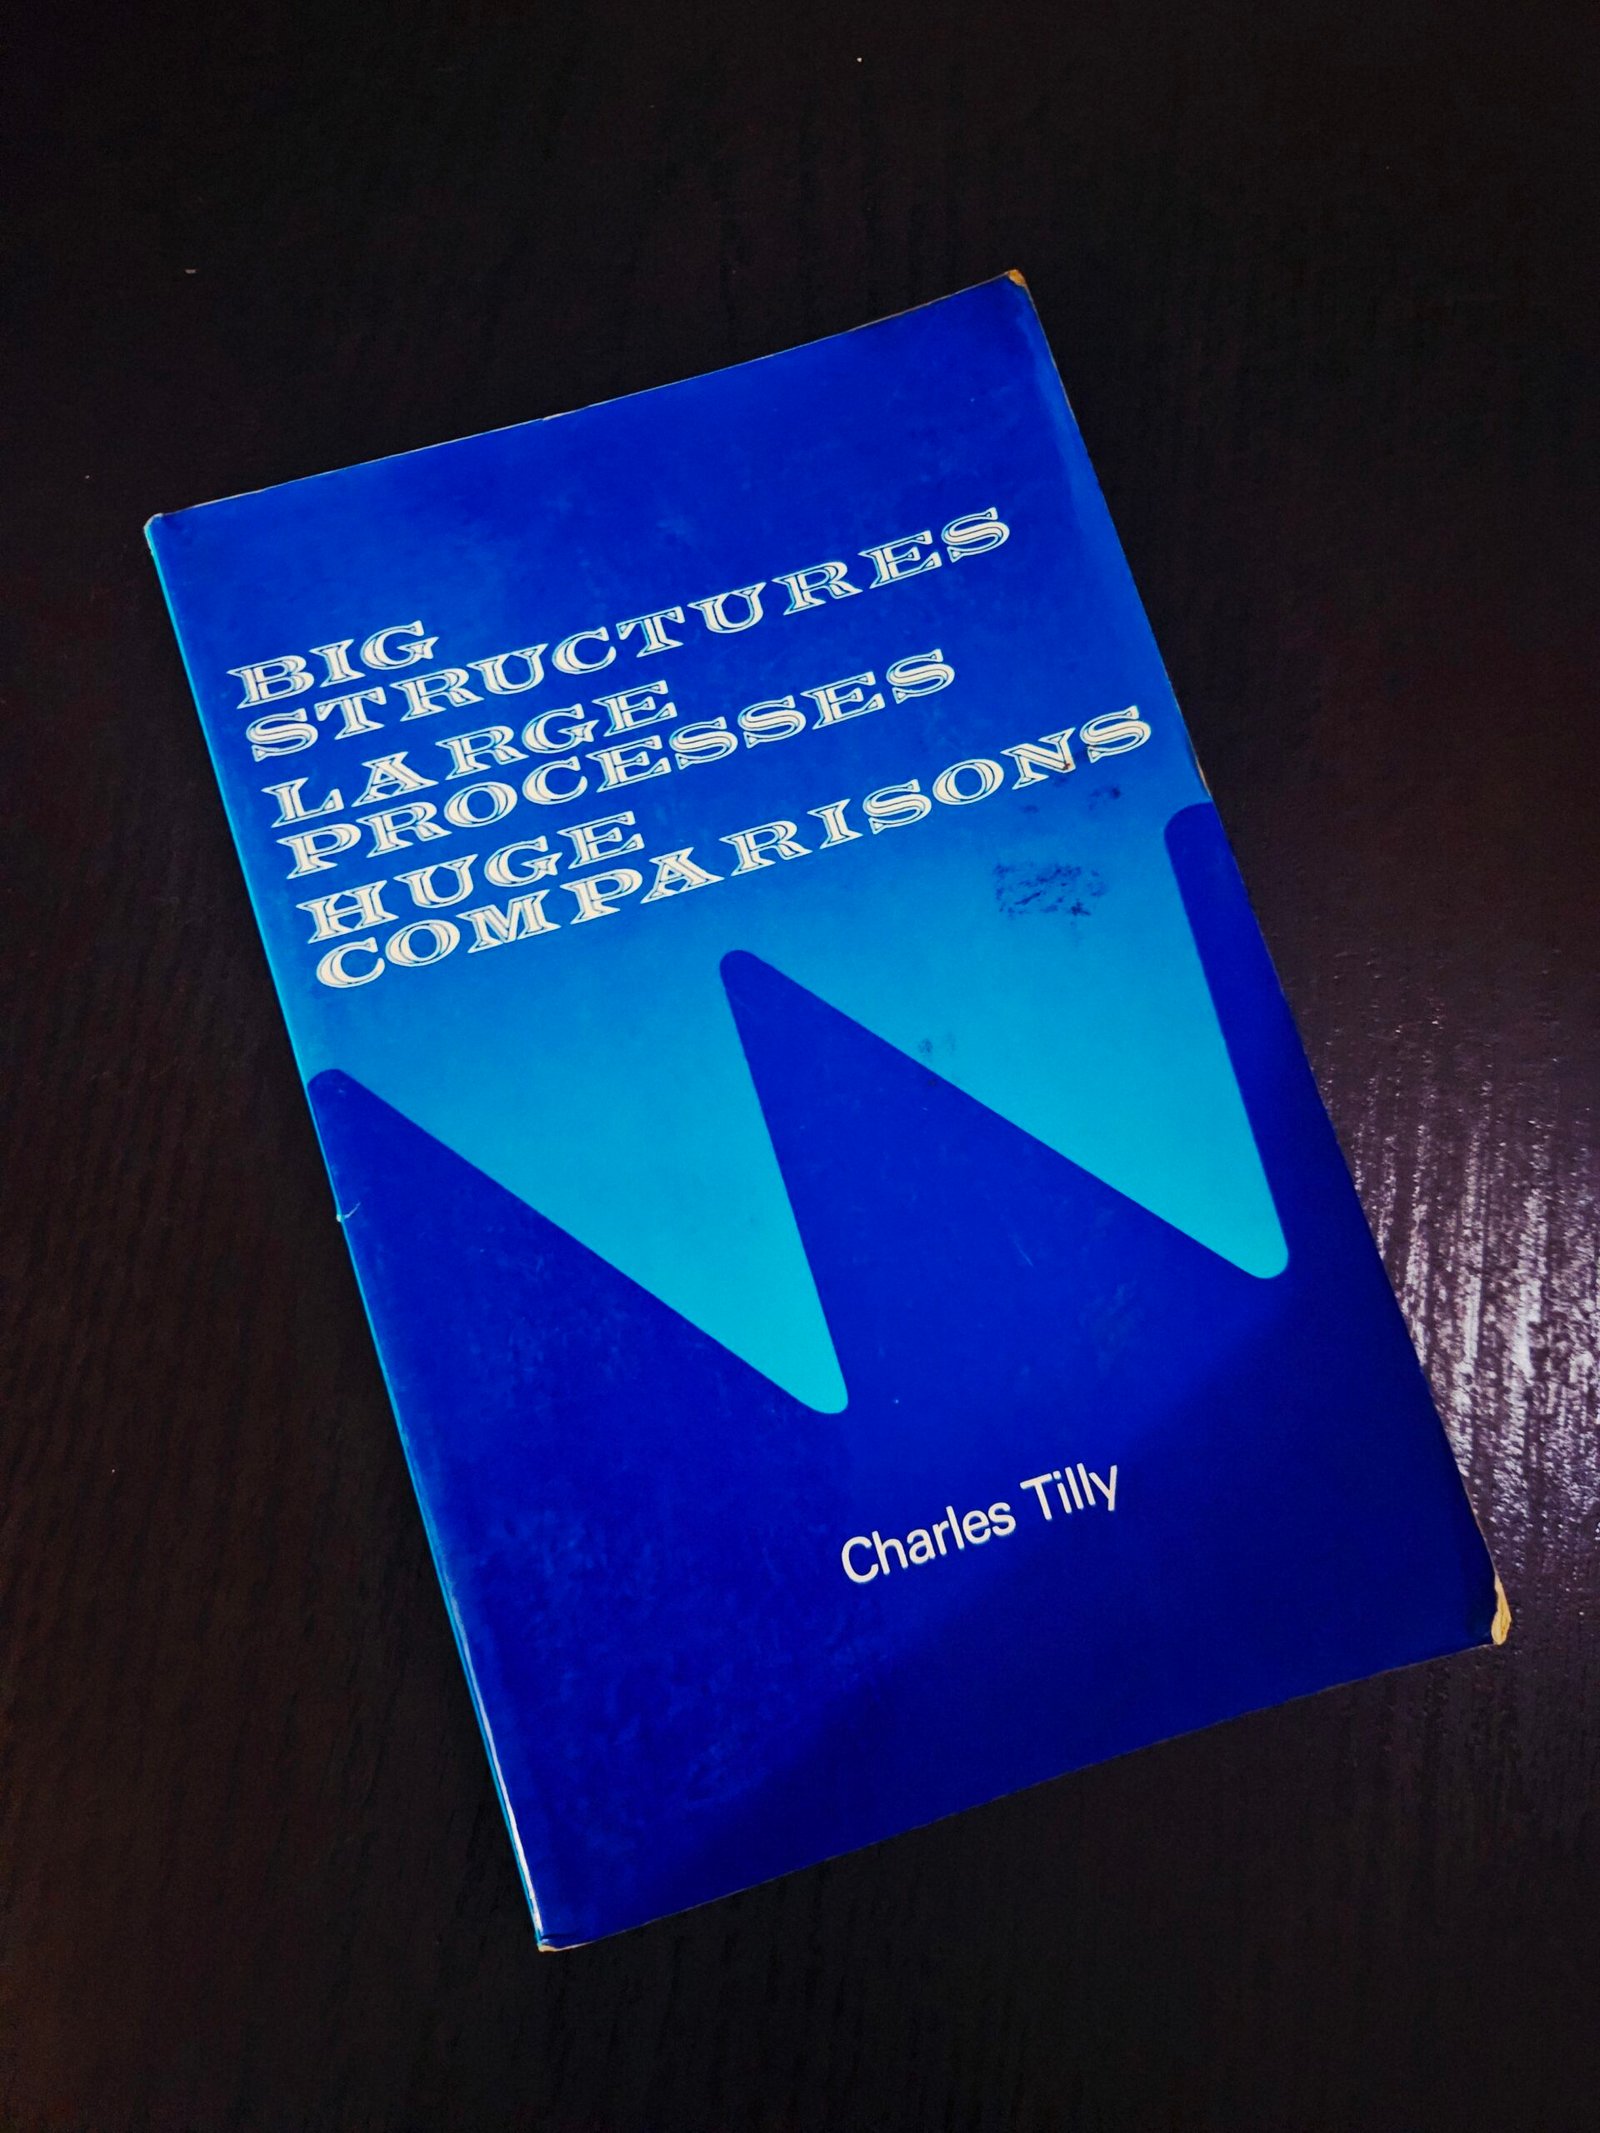 BIG
STRUCTURES
LARGE
PROCESSES
HUGE
COMPARISONS
Charles Tilly